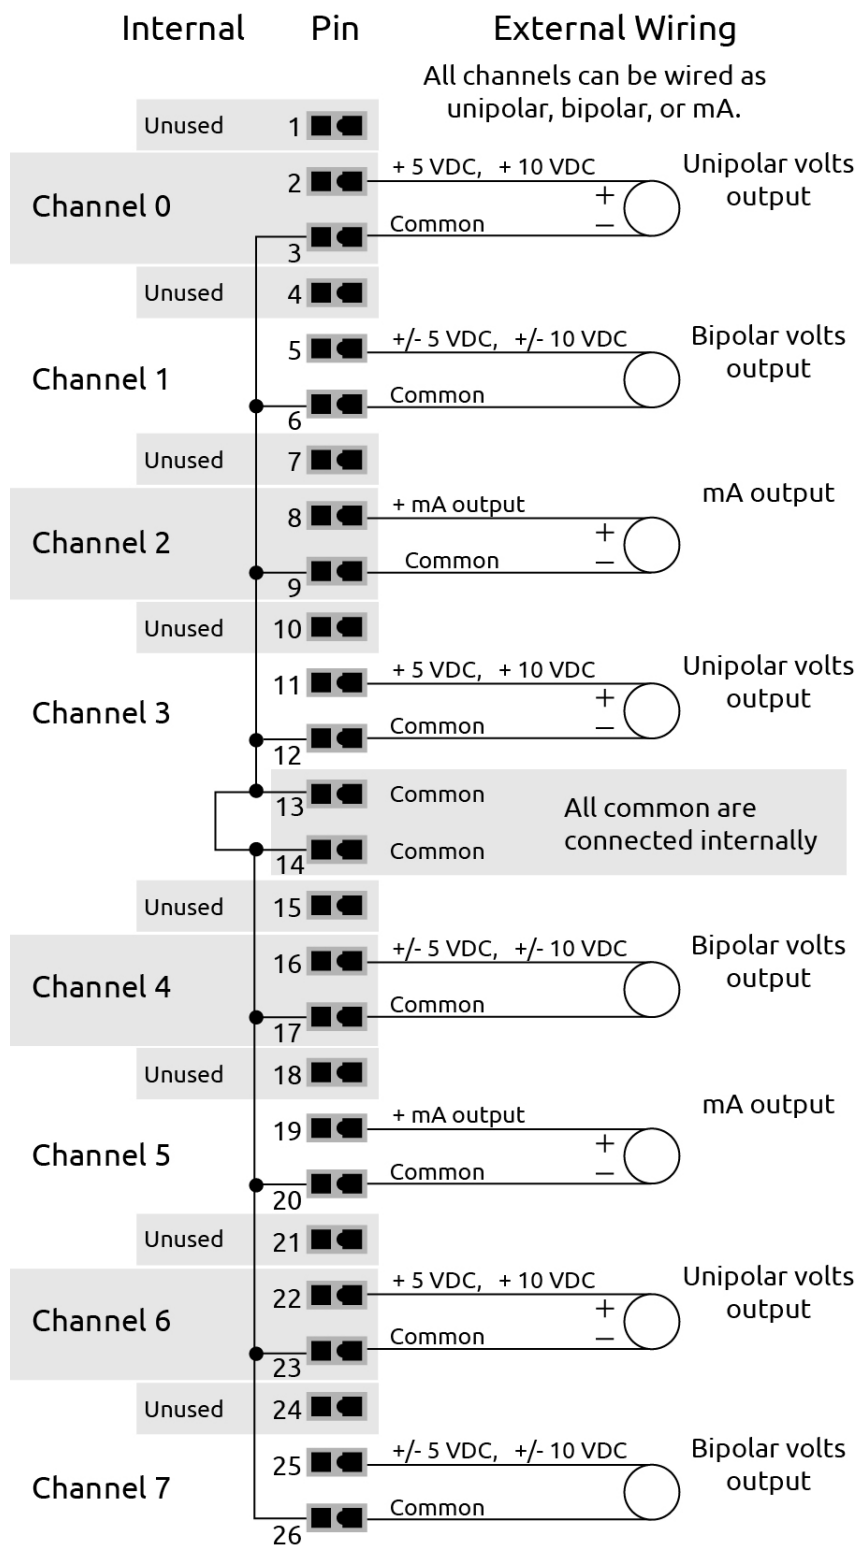 Internal Pin External Wiring
All channels can be wired as
unipolar, bipolar, or mA.
Unused 1
Channel 0
2 + 5 VDC, + 10 VDC
+
–
Unipolar volts
output
3 Common
Unused 4
Channel 1
5 +/- 5 VDC, +/- 10 VDC
Bipolar volts
output
6 Common
Unused 7
Channel 2
8 + mA output
+
–
mA output
9 Common
Unused 10
Channel 3
11 + 5 VDC, + 10 VDC
+
–
Unipolar volts
output
12 Common
13 Common
14 Common
All common are
connected internally
Unused 15
Channel 4
16 +/- 5 VDC, +/- 10 VDC
Bipolar volts
output
17 Common
Unused 18
Channel 5
19 + mA output
+
–
mA output
20 Common
Unused 21
Channel 6
22 + 5 VDC, + 10 VDC
+
–
Unipolar volts
output
23 Common
Unused 24
Channel 7
25 +/- 5 VDC, +/- 10 VDC
Bipolar volts
output
26 Common